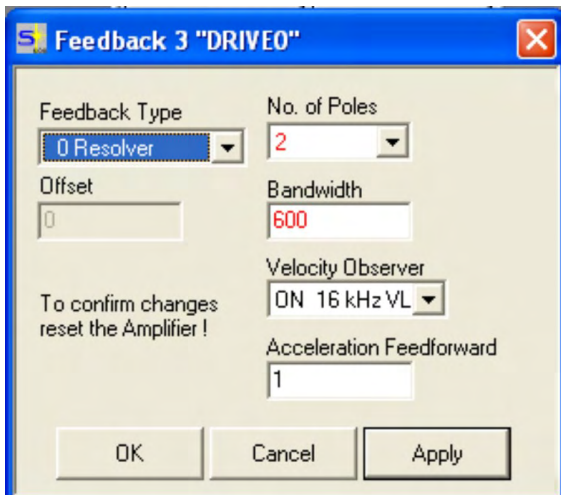 Feedback 3 "DRIVE0"
Feedback Type
0 Resolver
No. of Poles
2
Offset
0
Bandwidth
600
Velocity Observer
ON 16 kHz VL
To confirm changes
reset the Amplifier !
Acceleration Feedforward
1
OK
Cancel
Apply